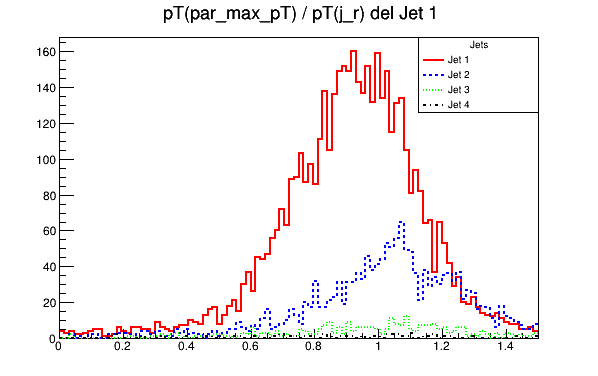 pT(par_max_pT) / pT(j_r) del Jet 1
Jets
Jet 1
Jet 2
Jet 3
Jet 4
160
140
120
100
80
60
40
20
0
0 0.2 0.4 0.6 0.8 1 1.2 1.4